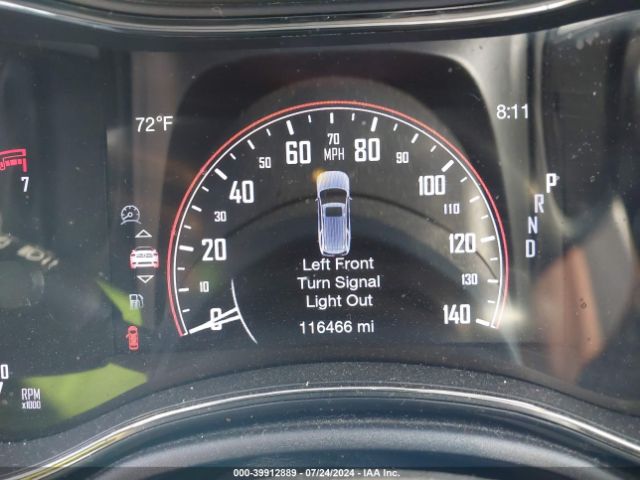 72°F
8:11
7
0 10 20 30 40 50 60 70 80 90 100 110 120 130 140
MPH
P
R
N
D
Left Front
Turn Signal
Light Out
116466 mi
0
RPM
x1000
000-39912889 - 07/24/2024 - IAA Inc.